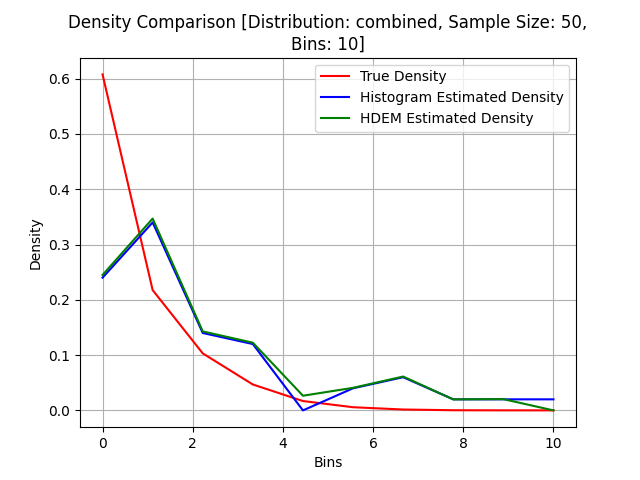 Density Comparison [Distribution: combined, Sample Size: 50,
Bins: 10]
True Density
Histogram Estimated Density
HDEM Estimated Density
Density
0.6
0.5
0.4
0.3
0.2
0.1
0.0
0 2 4 6 8 10
Bins